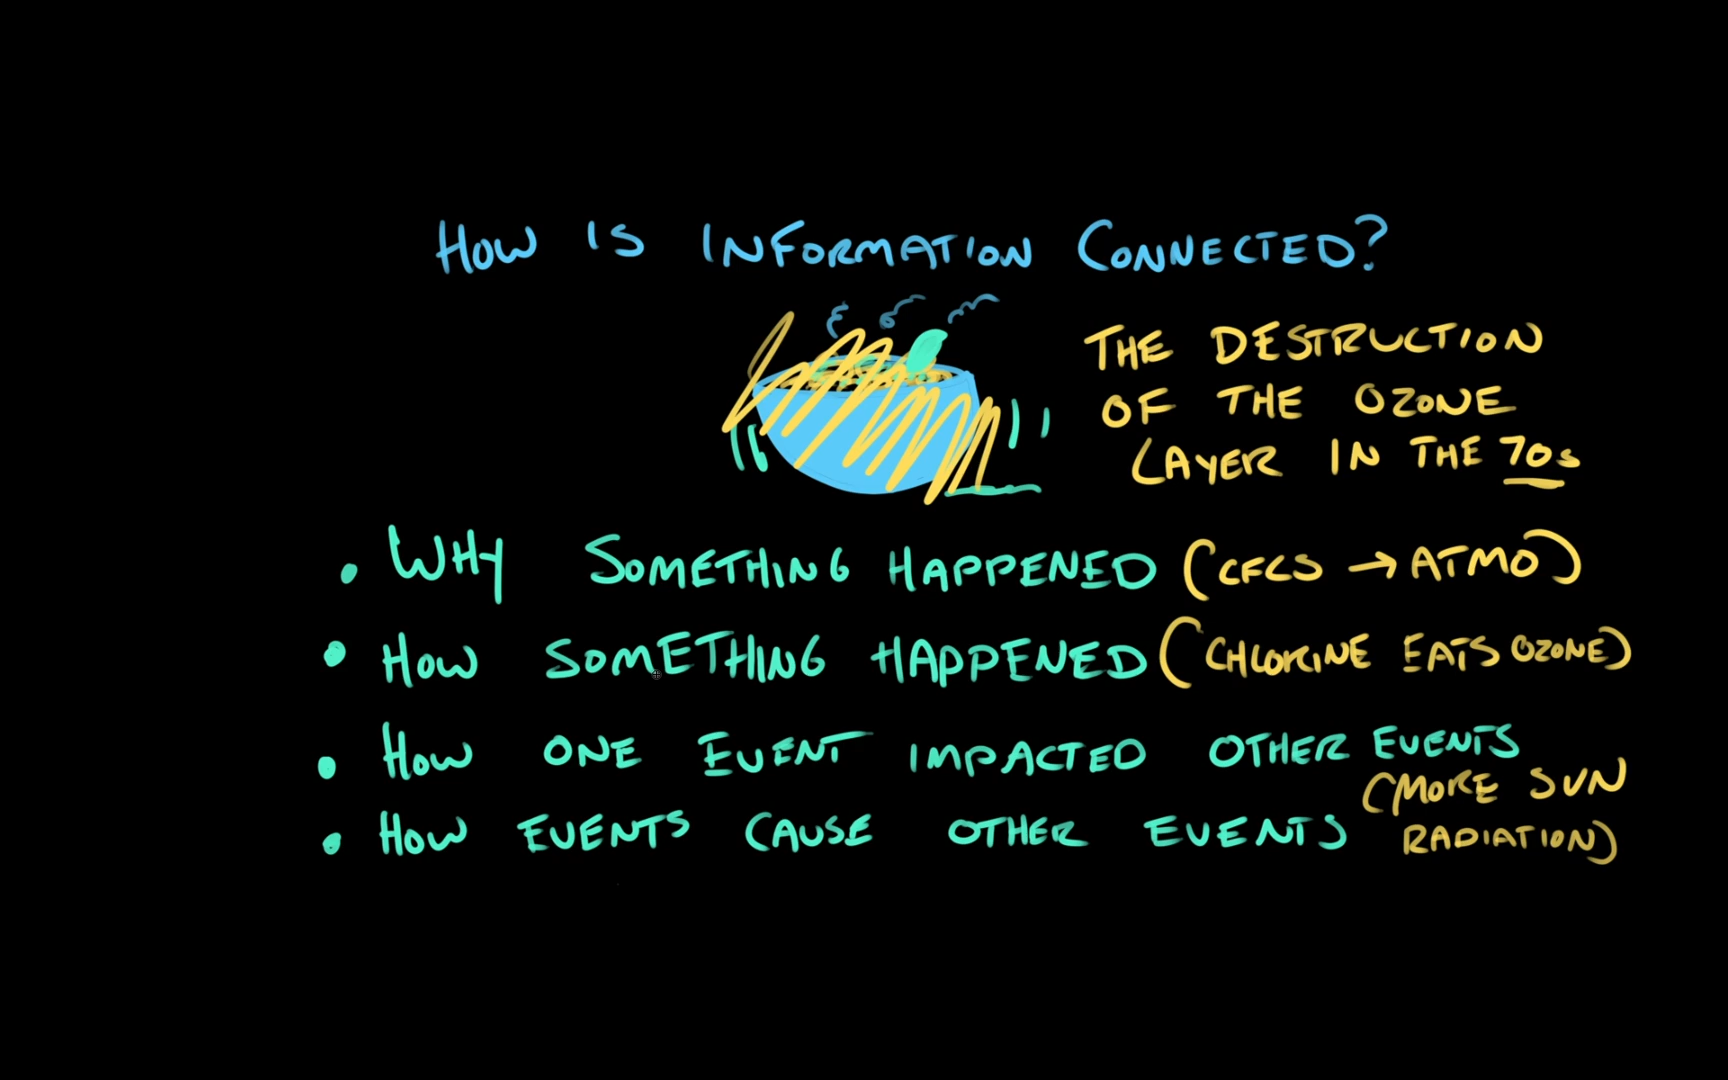 HOW IS INFORMATION CONNECTED?
THE DESTRUCTION
OF THE OZONE
LAYER IN THE 70s
• WHY SOMETHING HAPPENED (CFCS → ATMO)
• HOW SOMETHING HAPPENED (CHLORINE EATS OZONE)
• HOW ONE EVENT IMPACTED OTHER EVENTS
• HOW EVENTS CAUSE OTHER EVENTS
(MORE SUN
RADIATION)